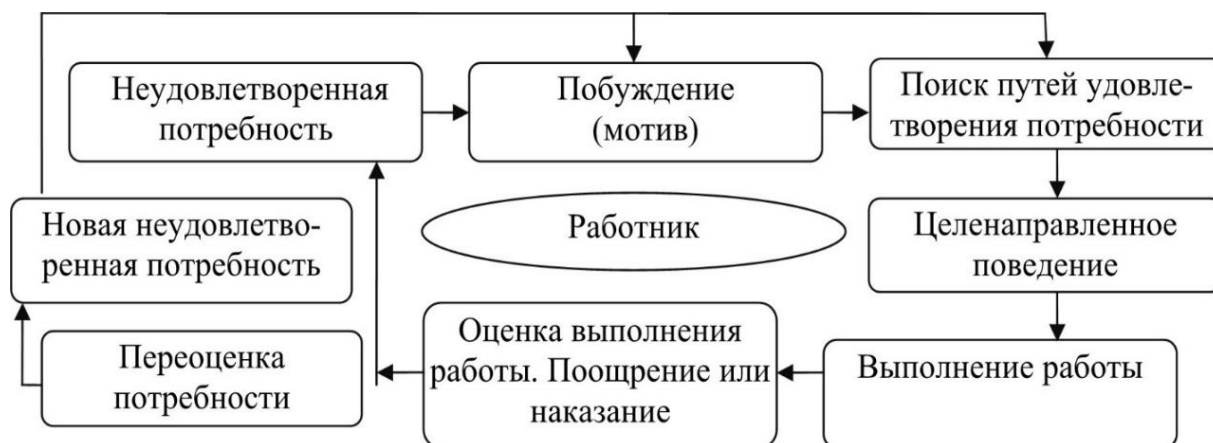 Неудовлетворенная
потребность
Побуждение
(мотив)
Поиск путей удовле-
творения потребности
Новая неудовлетво-
ренная потребность
Работник
Целенаправленное
поведение
Переоценка
потребности
Оценка выполнения
работы. Поощрение или
наказание
Выполнение работы